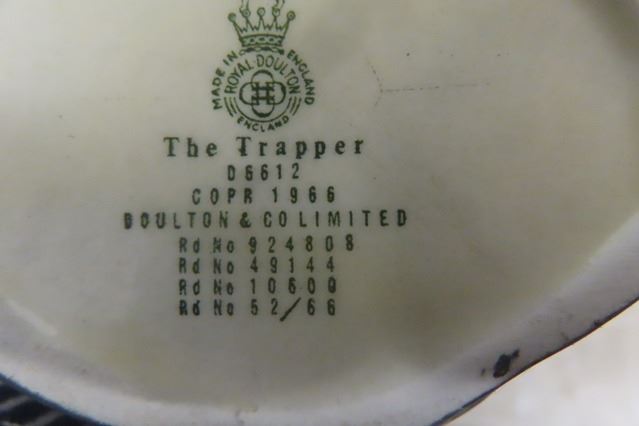 MADE IN ENGLAND
ROYAL DOULTON
ENGLAND
The Trapper
D6612
COPR 1966
DOULTON & CO LIMITED
Rd No 924808
Rd No 49144
Rd No 10600
Rd No 52/66